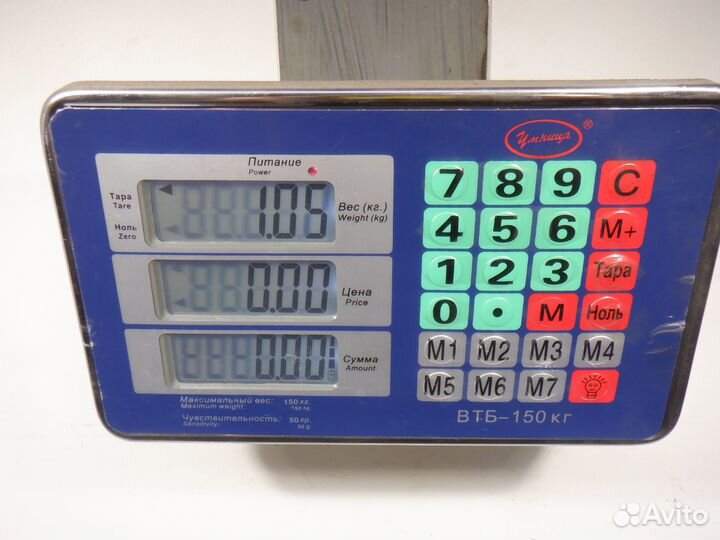 Умница ®
Питание
Power
Тара
Tare
Ноль
Zero
1.05
Вес (кг.)
Weight (kg)
0.00
Цена
Price
0.00
Сумма
Amount
Максимальный вес: 150 кг.
Maximum weight: 150 kg
Чувствительность: 50 гр.
Sensitivity: 50 g
7 8 9 C
4 5 6 M+
1 2 3 Тара
0 • M Ноль
M1 M2 M3 M4
M5 M6 M7
ВТБ-150 кг
Avito